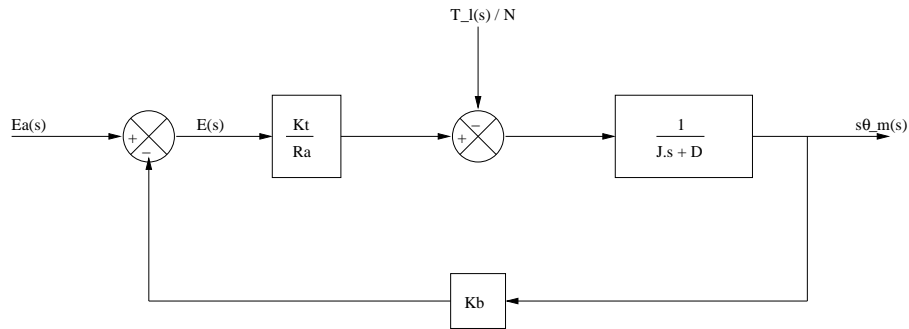 T_l(s) / N
Ea(s)
+
−
E(s)
Kt
Ra
−
+
1
J.s + D
sθ_m(s)
Kb